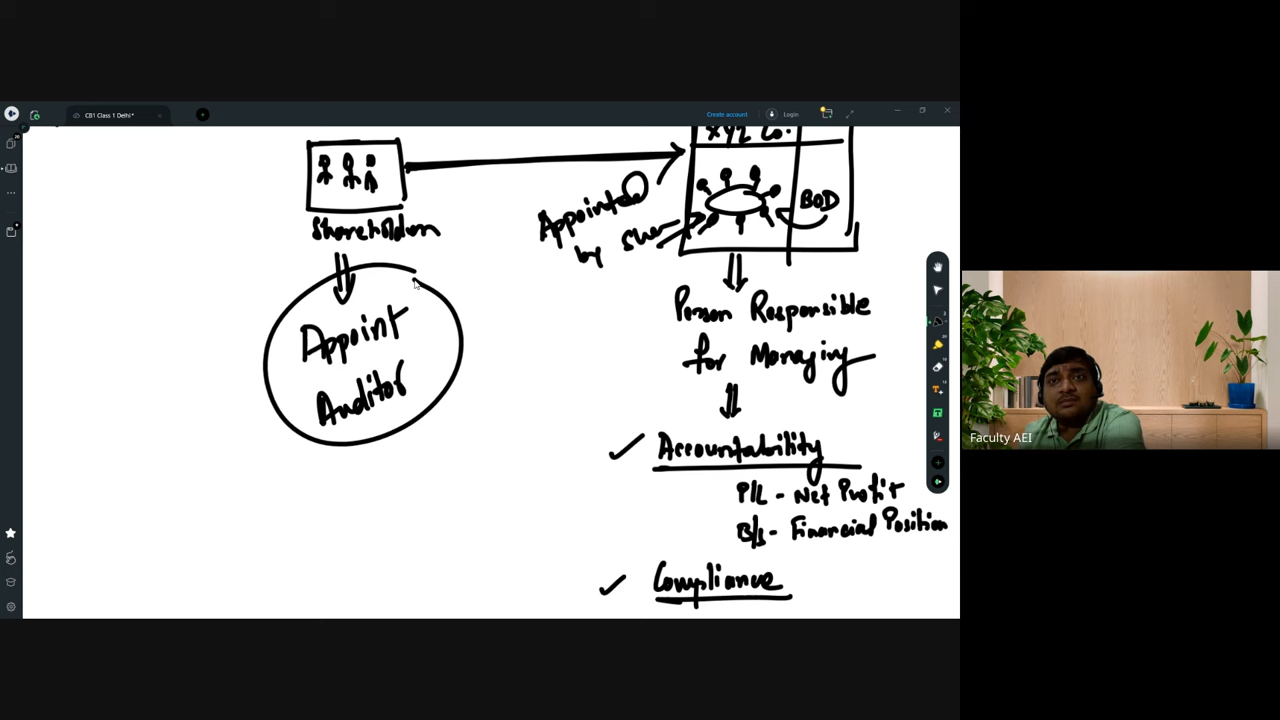 CB1 Class 1 Delhi*
Create account
Login
XYZ Co.
BOD
Shareholders
Appointed
by Shar
Appoint
Auditor
Person Responsible
for Managing
Accountability
P/L - Net Profit
B/s - Financial Position
Compliance
Faculty AEI